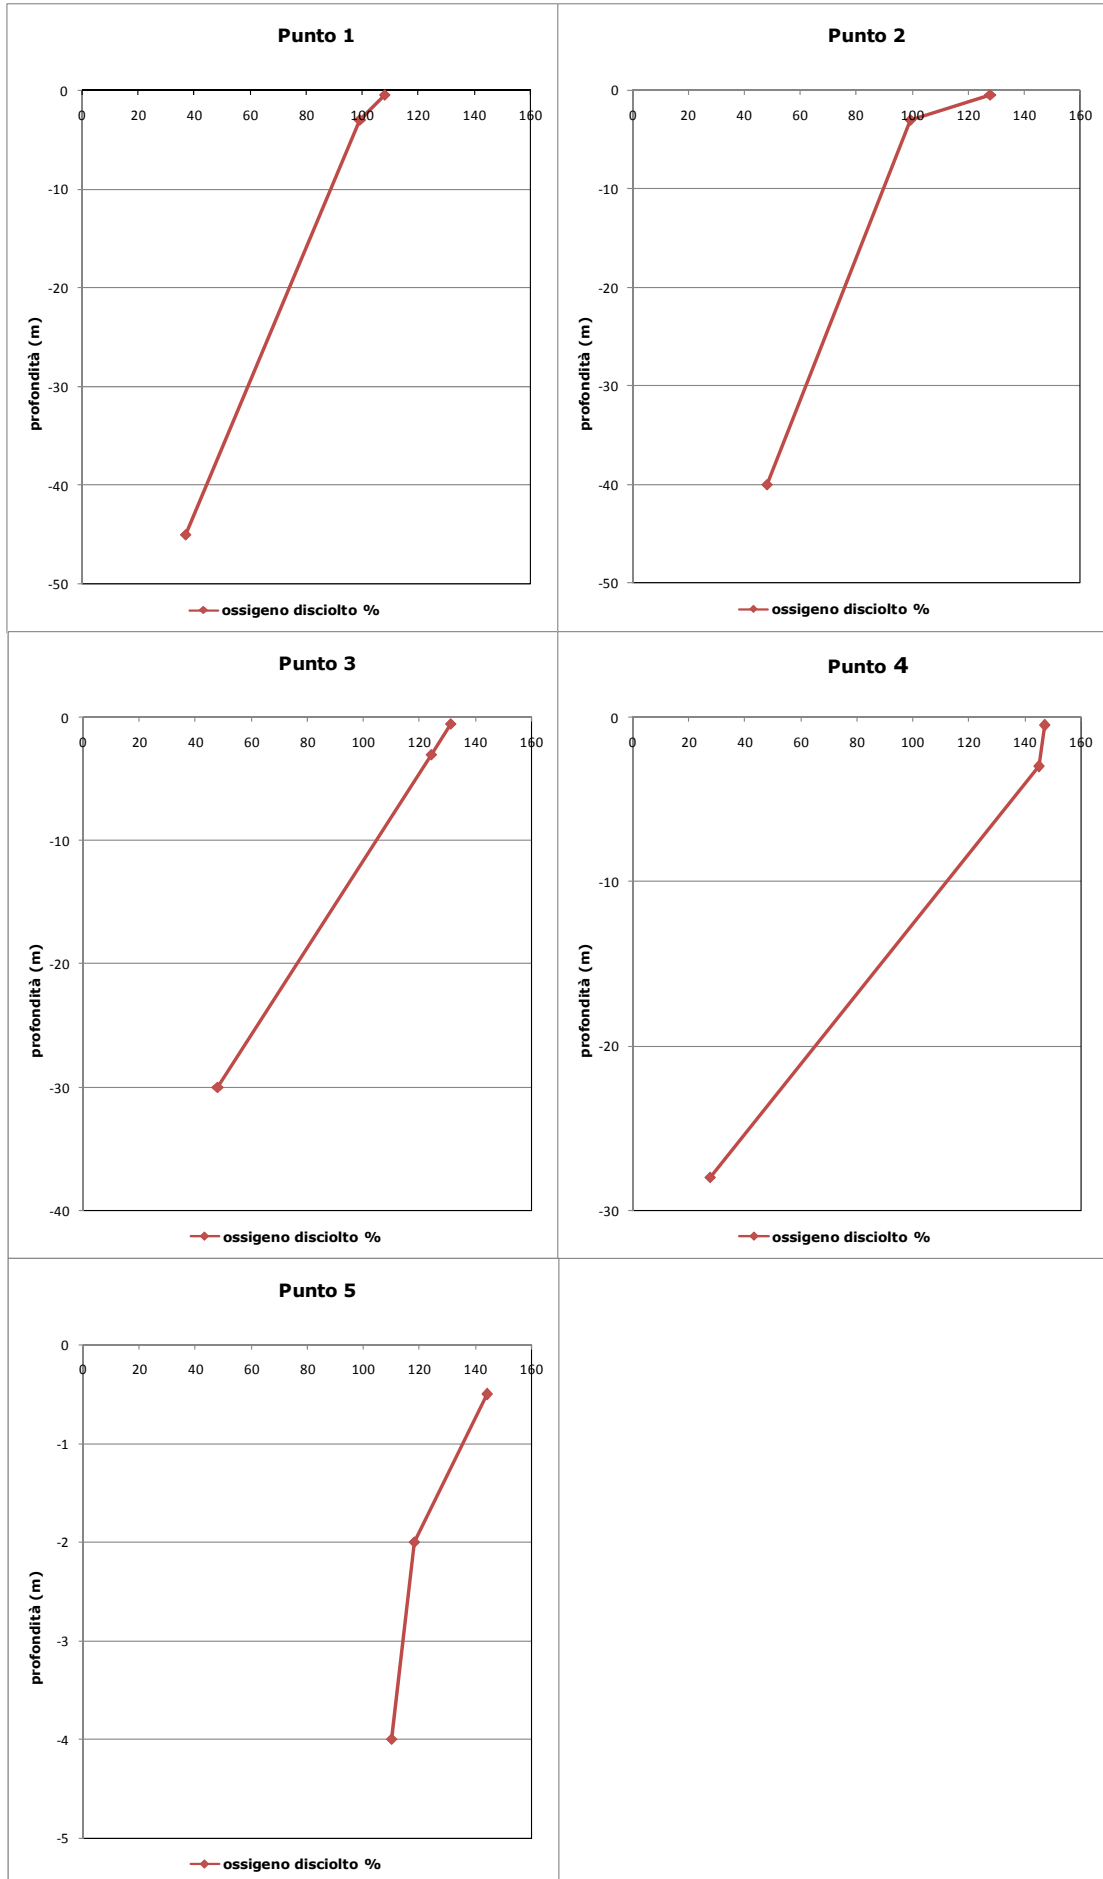 Punto 1
0
0 20 40 60 80 100 120 140 160
-10
-20
-30
-40
-50
profondità (m)
ossigeno disciolto %
Punto 2
0
0 20 40 60 80 100 120 140 160
-10
-20
-30
-40
-50
profondità (m)
ossigeno disciolto %
Punto 3
0
0 20 40 60 80 100 120 140 160
-10
-20
-30
-40
profondità (m)
ossigeno disciolto %
Punto 4
0
0 20 40 60 80 100 120 140 160
-10
-20
-30
profondità (m)
ossigeno disciolto %
Punto 5
0
0 20 40 60 80 100 120 140 160
-1
-2
-3
-4
-5
profondità (m)
ossigeno disciolto %